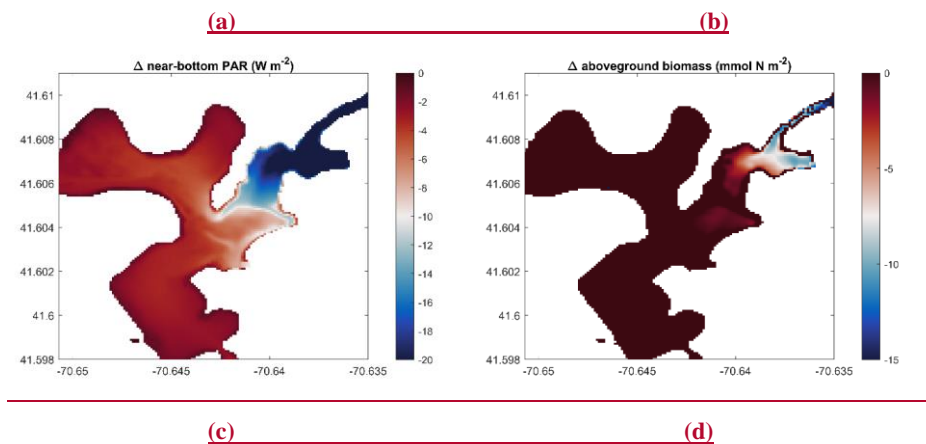 (a) (b)
Δ near-bottom PAR (W m⁻²) Δ aboveground biomass (mmol N m⁻²)
41.61 0 41.61 0
-2
41.608 -4 41.608
-6 -5
41.606 -8 41.606
41.604 -10 41.604
-12
41.602 -14 41.602 -10
41.6 -16 41.6
-18
41.598 -20 41.598 -15
-70.65 -70.645 -70.64 -70.635 -70.65 -70.645 -70.64 -70.635
(c) (d)